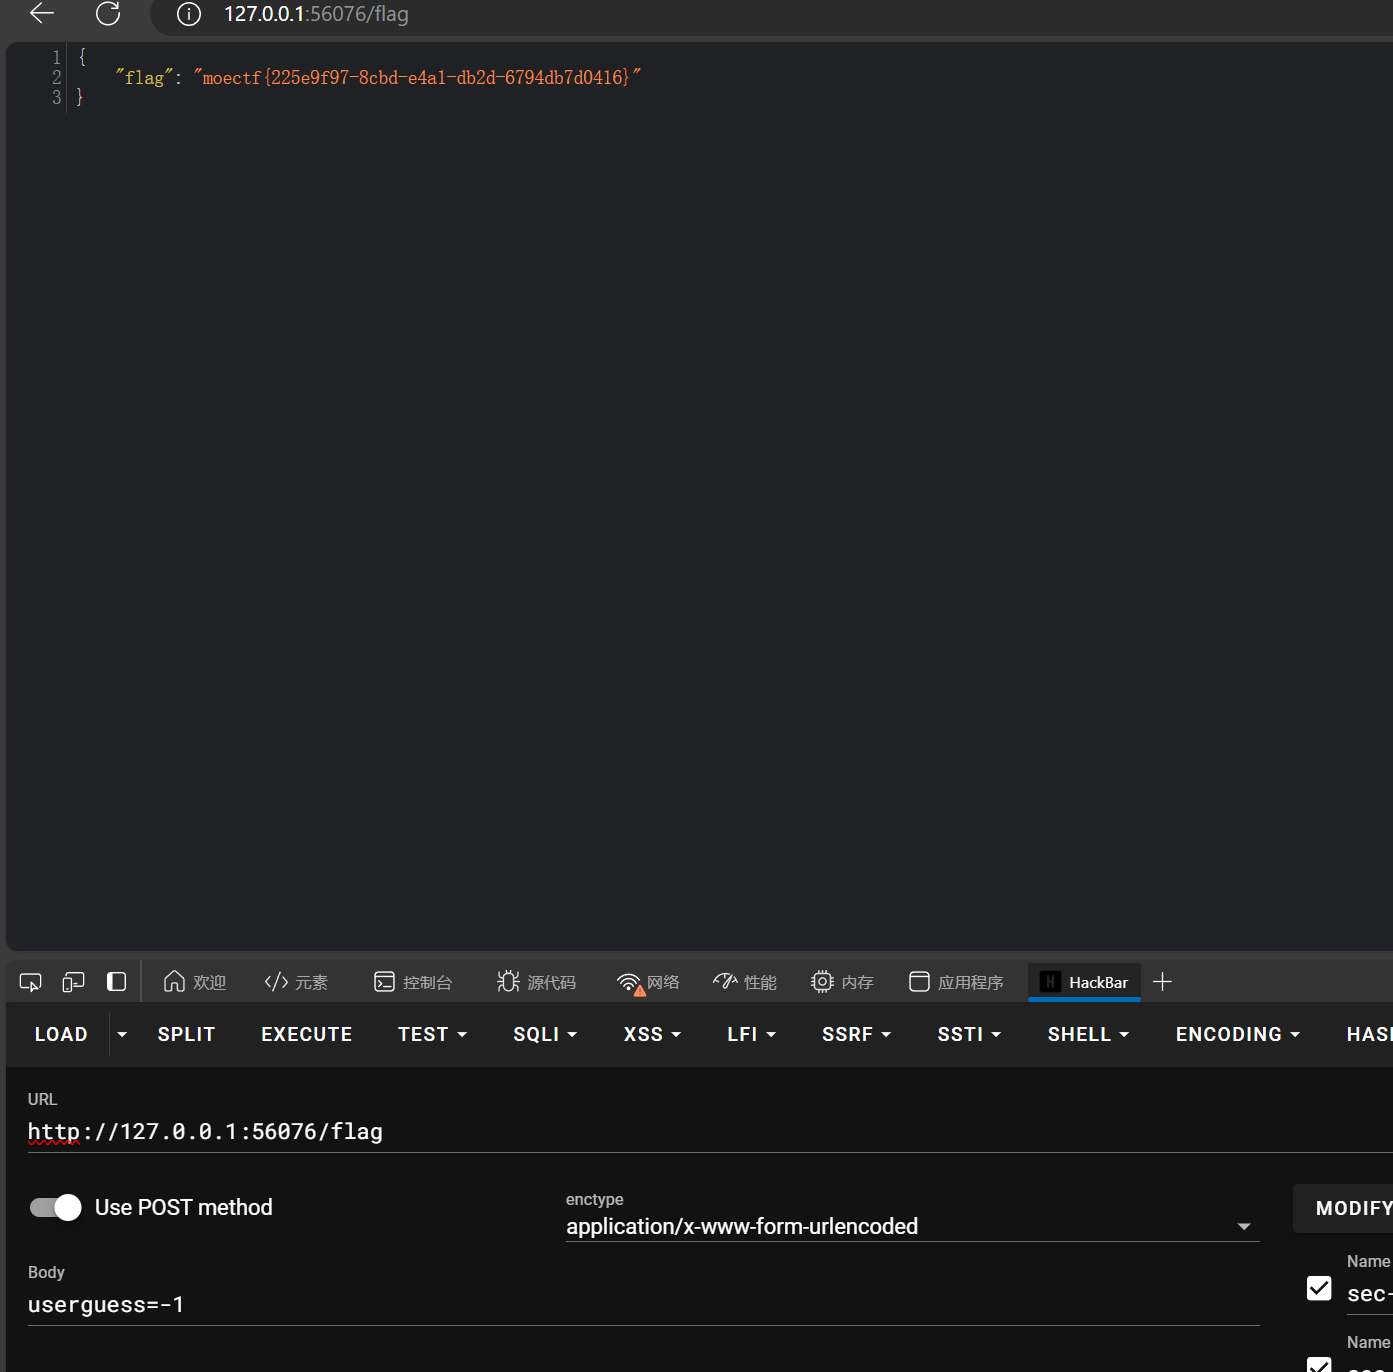 127.0.0.1:56076/flag
1 {
2 "flag": "moectf{225e9f97-8cbd-e4a1-db2d-6794db7d0416}"
3 }
欢迎 元素 控制台 源代码 网络 性能 内存 应用程序 HackBar
LOAD SPLIT EXECUTE TEST SQLI XSS LFI SSRF SSTI SHELL ENCODING HASH
URL
http://127.0.0.1:56076/flag
Use POST method
enctype
application/x-www-form-urlencoded
MODIFY
Body
userguess=-1
Name
sec-
Name